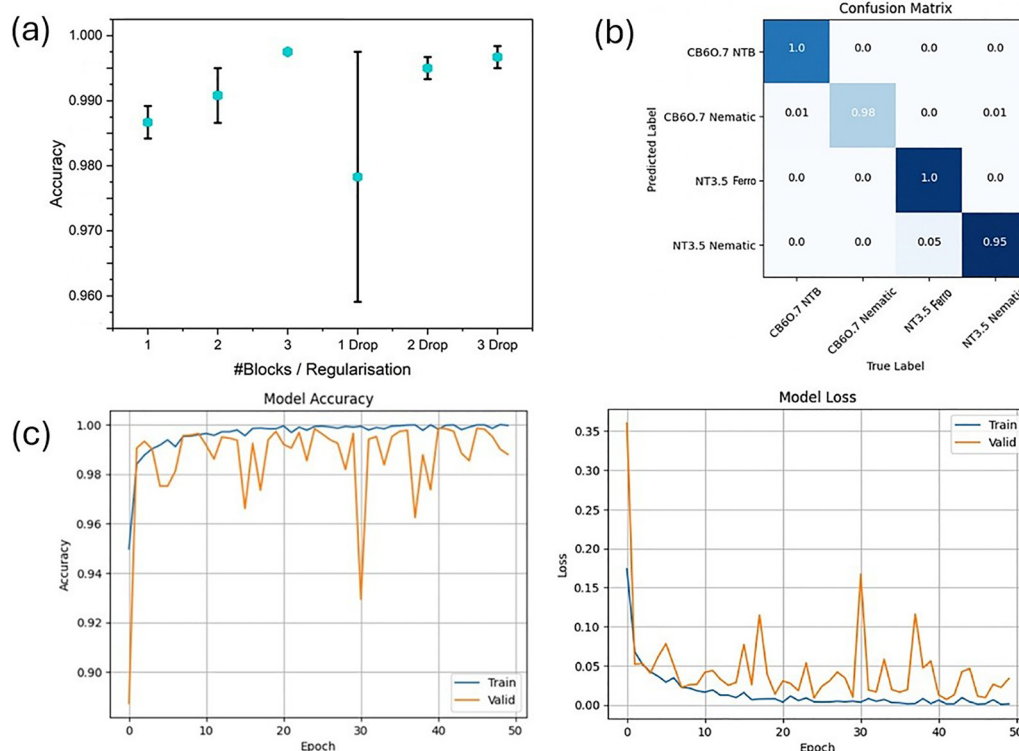 (a)
Accuracy
1.000
0.990
0.980
0.970
0.960
1 2 3 1 Drop 2 Drop 3 Drop
#Blocks / Regularisation
(b)
Confusion Matrix
Predicted Label
CB6O.7 NTB 1.0 0.0 0.0 0.0
CB6O.7 Nematic 0.01 0.98 0.0 0.01
NT3.5 Ferro 0.0 0.0 1.0 0.0
NT3.5 Nematic 0.0 0.0 0.05 0.95
CB6O.7 NTB CB6O.7 Nematic NT3.5 Ferro NT3.5 Nematic
True Label
(c)
Model Accuracy
Accuracy
1.00
0.98
0.96
0.94
0.92
0.90
0 10 20 30 40 50
Epoch
Train
Valid
Model Loss
Loss
0.35
0.30
0.25
0.20
0.15
0.10
0.05
0.00
0 10 20 30 40 50
Epoch
Train
Valid